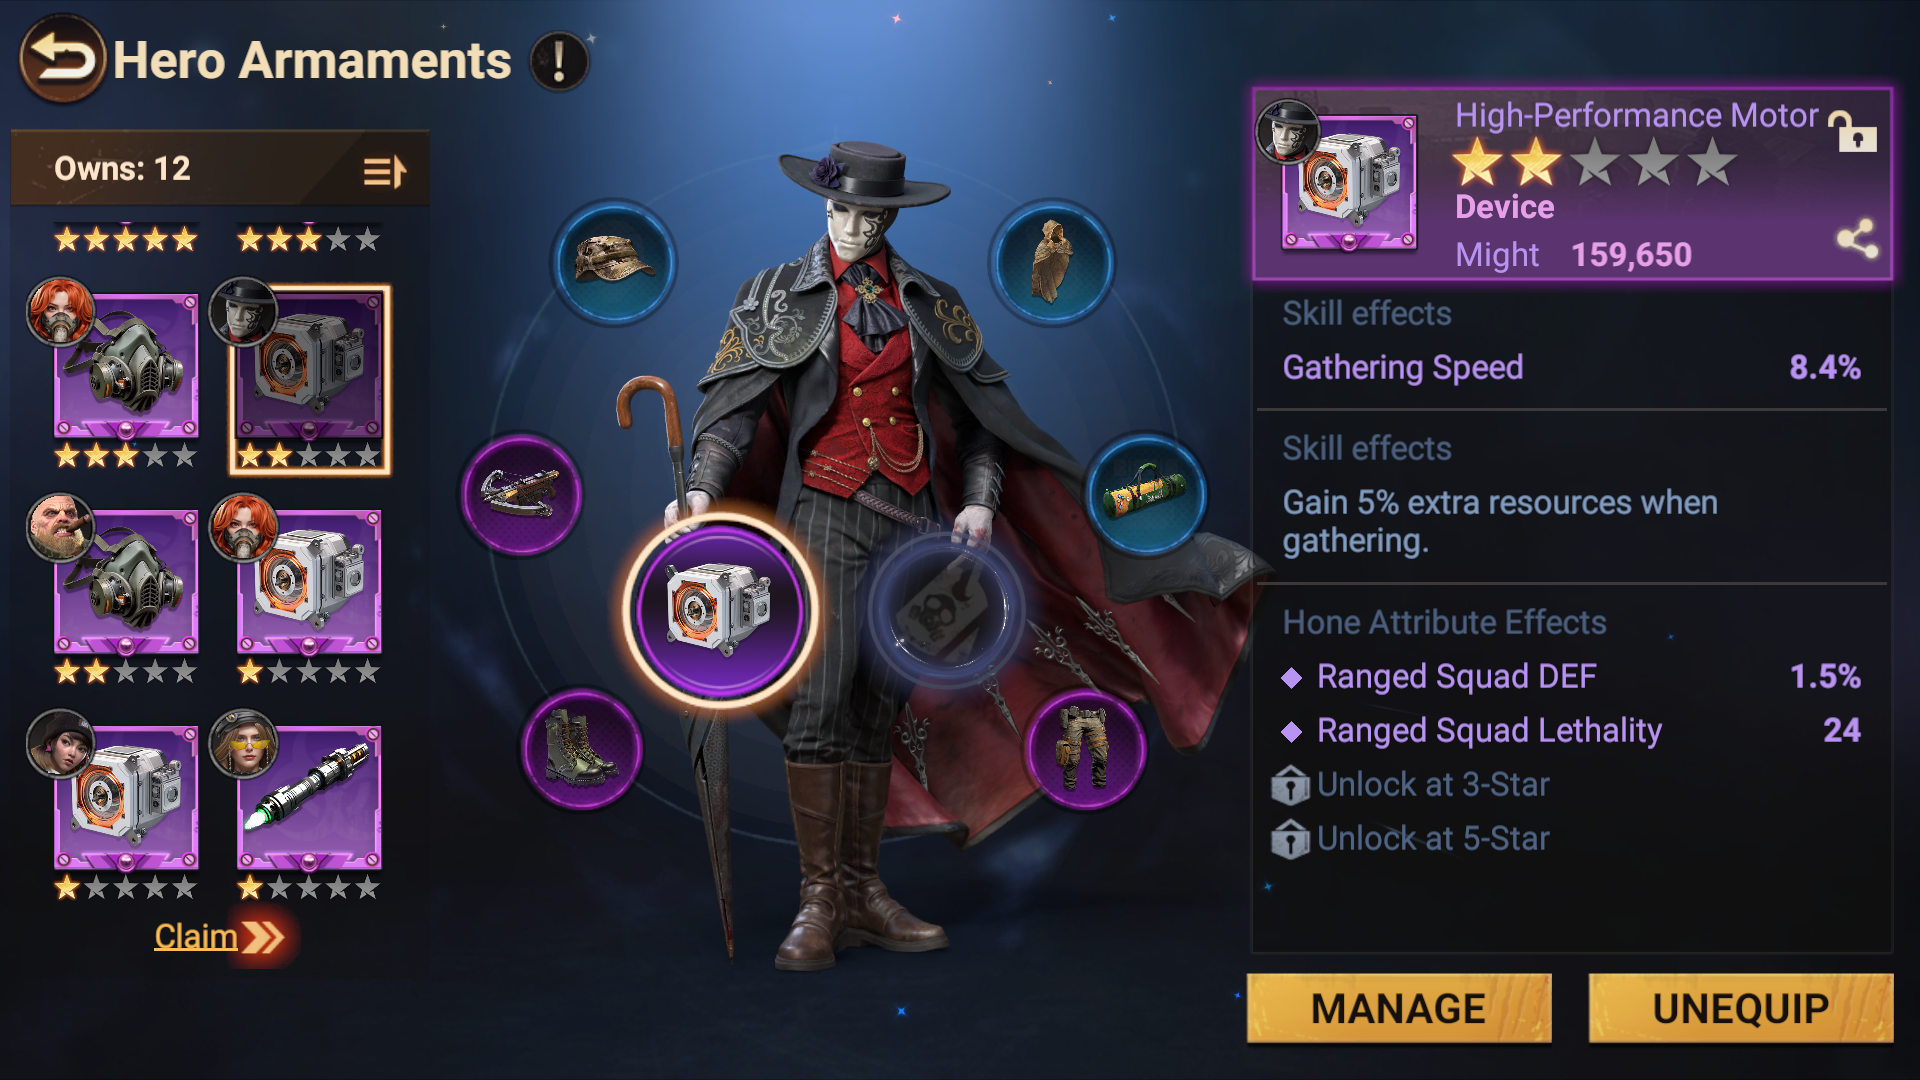 Hero Armaments
Owns: 12
Claim
High-Performance Motor
Device
Might 159,650
Skill effects
Gathering Speed 8.4%
Skill effects
Gain 5% extra resources when
gathering.
Hone Attribute Effects
Ranged Squad DEF 1.5%
Ranged Squad Lethality 24
Unlock at 3-Star
Unlock at 5-Star
MANAGE
UNEQUIP